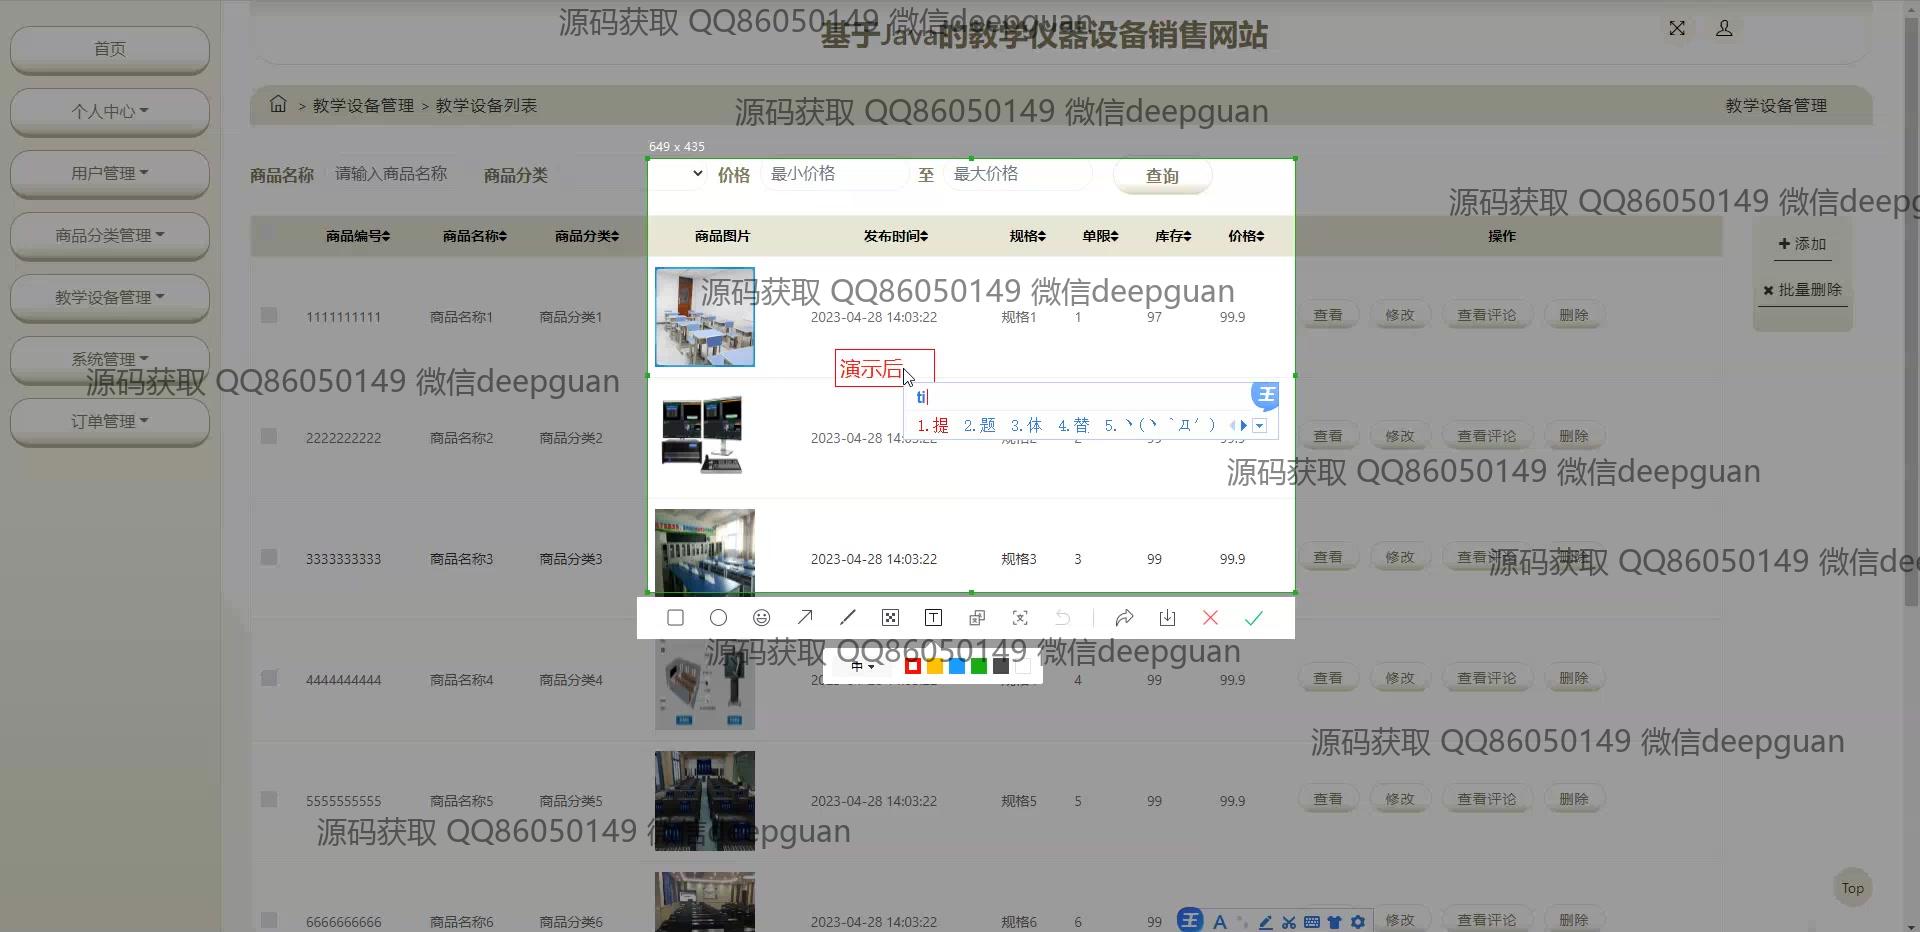 源码获取 QQ86050149 微信deepguan
基于Java的教学仪器设备销售网站
首页
个人中心
用户管理
商品分类管理
教学设备管理
系统管理
订单管理
> 教学设备管理 > 教学设备列表
教学设备管理
源码获取 QQ86050149 微信deepguan
649 x 435
商品名称 请输入商品名称 商品分类 价格 最小价格 至 最大价格 查询
源码获取 QQ86050149 微信deepg
商品编号 商品名称 商品分类 商品图片 发布时间 规格 单限 库存 价格 操作
添加
批量删除
源码获取 QQ86050149 微信deepguan
1111111111 商品名称1 商品分类1 2023-04-28 14:03:22 规格1 1 97 99.9 查看 修改 查看评论 删除
演示后
源码获取 QQ86050149 微信deepguan
ti
王
1.提 2.题 3.体 4.替 5.丶(丶｀Д´)
2222222222 商品名称2 商品分类2 2023-04-28 14:03:22 规格2 2 99 99.9 查看 修改 查看评论 删除
源码获取 QQ86050149 微信deepguan
3333333333 商品名称3 商品分类3 2023-04-28 14:03:22 规格3 3 99 99.9 查看 修改 查看评论 删除
源码获取 QQ86050149 微信dee
T
源码获取 QQ86050149 微信deepguan
中
4444444444 商品名称4 商品分类4 4 99 99.9 查看 修改 查看评论 删除
源码获取 QQ86050149 微信deepguan
5555555555 商品名称5 商品分类5 2023-04-28 14:03:22 规格5 5 99 99.9 查看 修改 查看评论 删除
源码获取 QQ86050149 微信deepguan
Top
6666666666 商品名称6 商品分类6 2023-04-28 14:03:22 规格6 6 99 修改 查看评论 删除
王 A